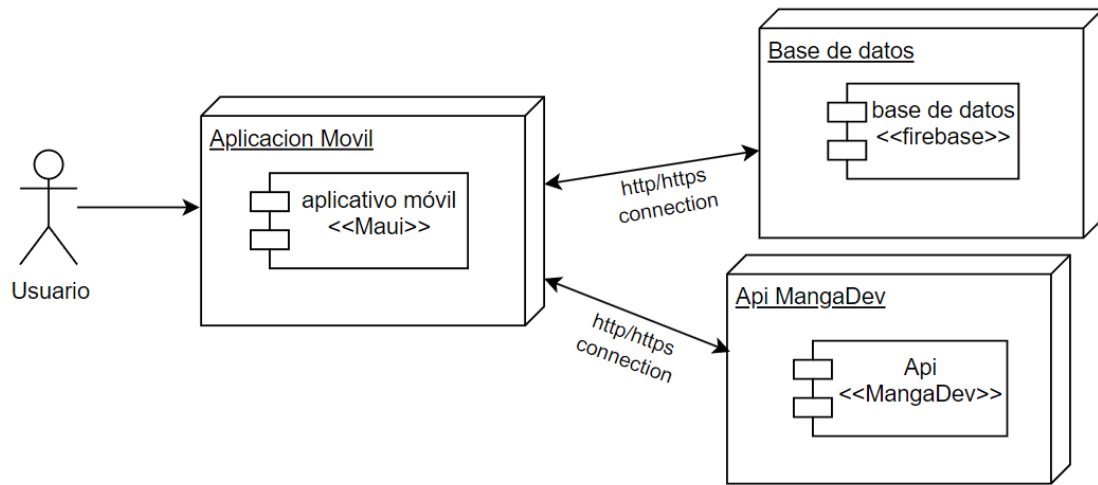 Usuario
Aplicacion Movil
aplicativo móvil
<<Maui>>
http/https
connection
Base de datos
base de datos
<<firebase>>
http/https
connection
Api MangaDev
Api
<<MangaDev>>